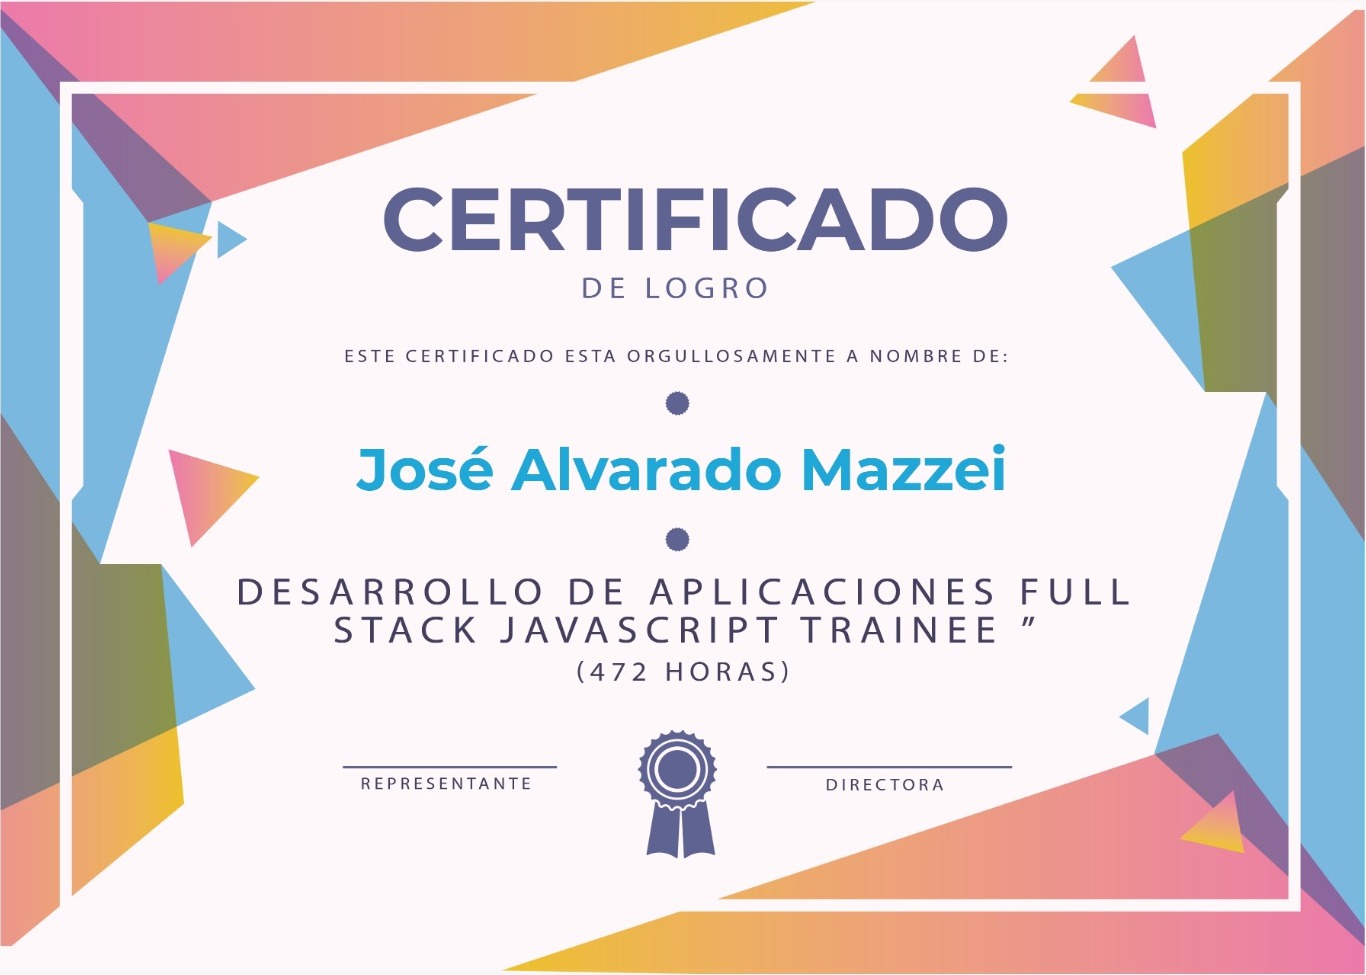 CERTIFICADO
DE LOGRO
ESTE CERTIFICADO ESTA ORGULLOSAMENTE A NOMBRE DE:
José Alvarado Mazzei
DESARROLLO DE APLICACIONES FULL
STACK JAVASCRIPT TRAINEE ”
(472 HORAS)
REPRESENTANTE
DIRECTORA